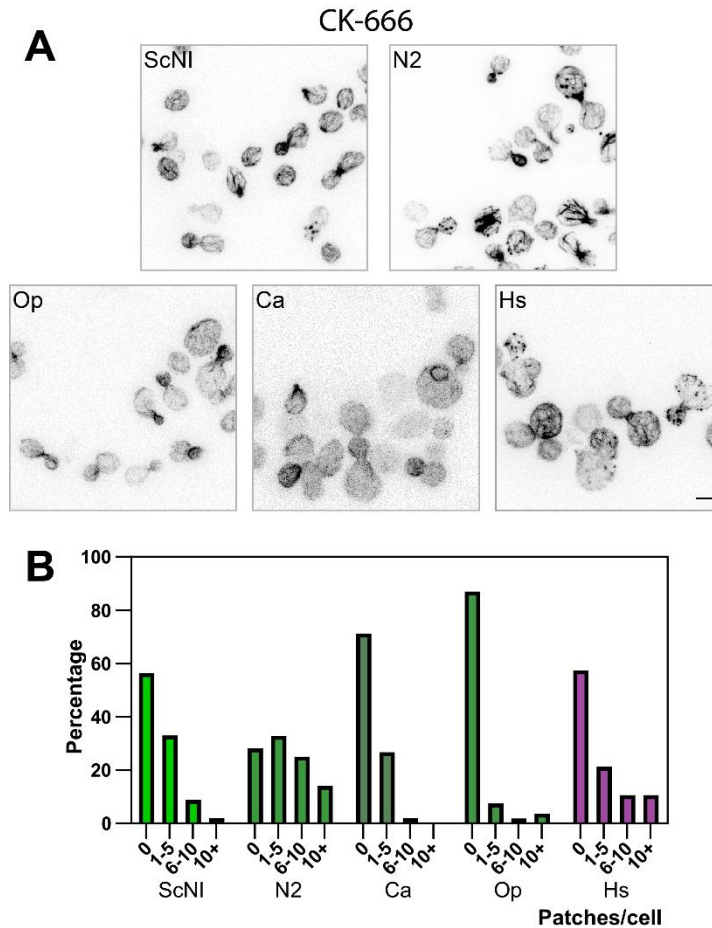 CK-666
A
ScNI
N2
Op
Ca
Hs
B
100
80
60
40
20
0
Percentage
0 1-5 6-10 10+ 0 1-5 6-10 10+ 0 1-5 6-10 10+ 0 1-5 6-10 10+ 0 1-5 6-10 10+
ScNI N2 Ca Op Hs
Patches/cell